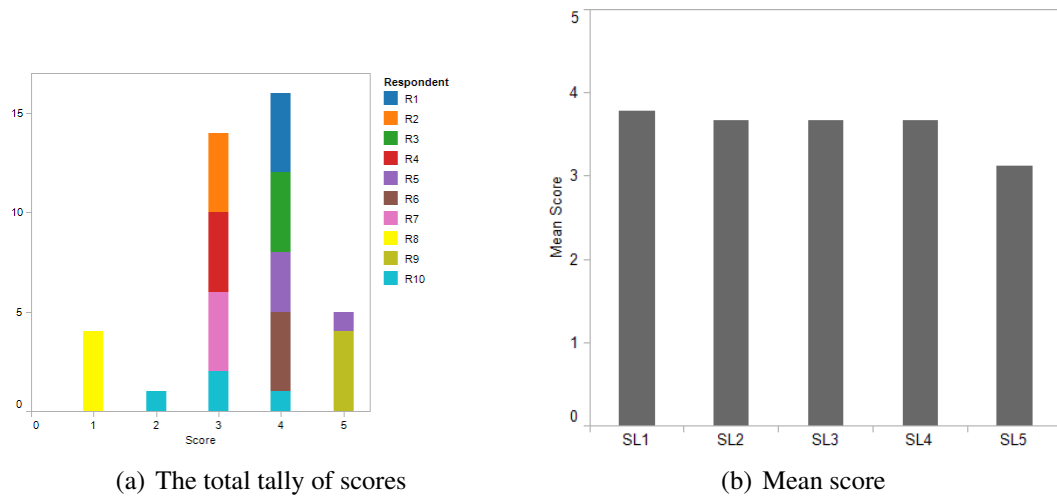 15
10
5
0
0 1 2 3 4 5
Score
Respondent
R1
R2
R3
R4
R5
R6
R7
R8
R9
R10
(a) The total tally of scores
5
4
3
2
1
0
Mean Score
SL1 SL2 SL3 SL4 SL5
(b) Mean score